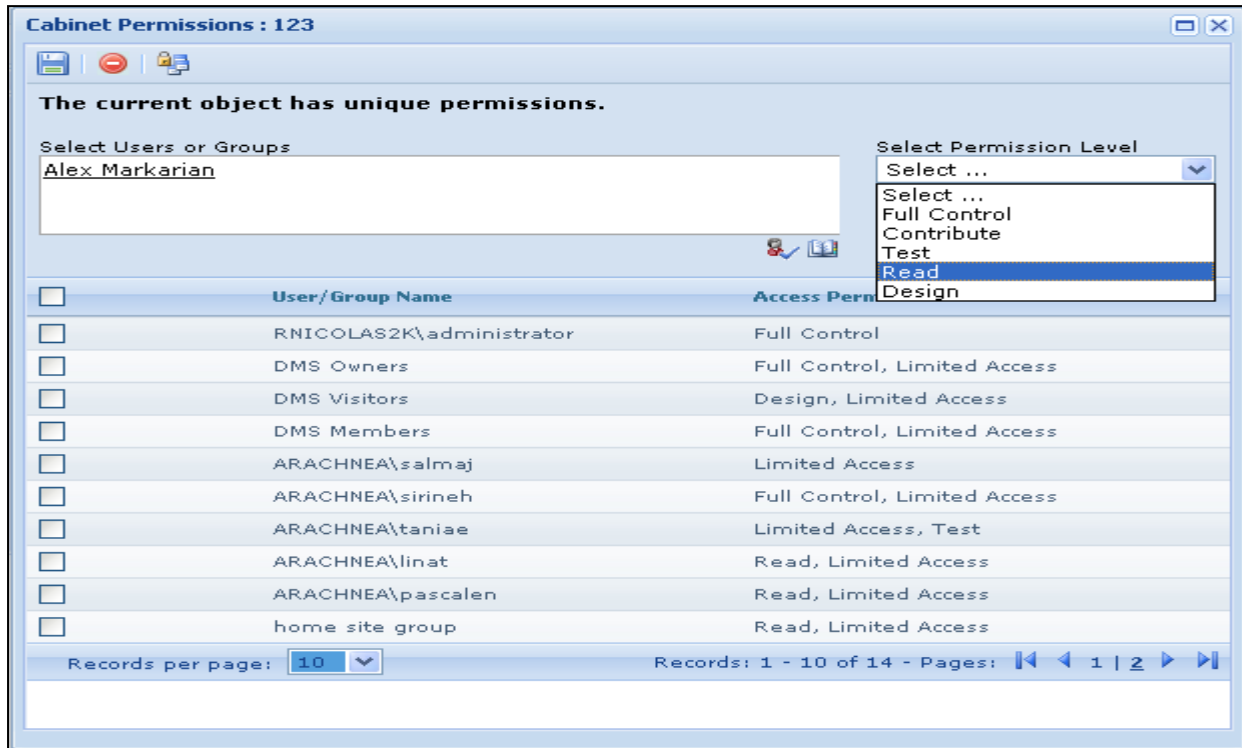 Cabinet Permissions : 123
The current object has unique permissions.
Select Users or Groups
Select Permission Level
Alex Markarian
Select ...
Select ...
Full Control
Contribute
Test
Read
Design
User/Group Name Access Perm
RNICOLAS2K\administrator Full Control
DMS Owners Full Control, Limited Access
DMS Visitors Design, Limited Access
DMS Members Full Control, Limited Access
ARACHNEA\salmaj Limited Access
ARACHNEA\sirineh Full Control, Limited Access
ARACHNEA\taniae Limited Access, Test
ARACHNEA\linat Read, Limited Access
ARACHNEA\pascalen Read, Limited Access
home site group Read, Limited Access
Records per page: 10 Records: 1 - 10 of 14 - Pages: 1 | 2